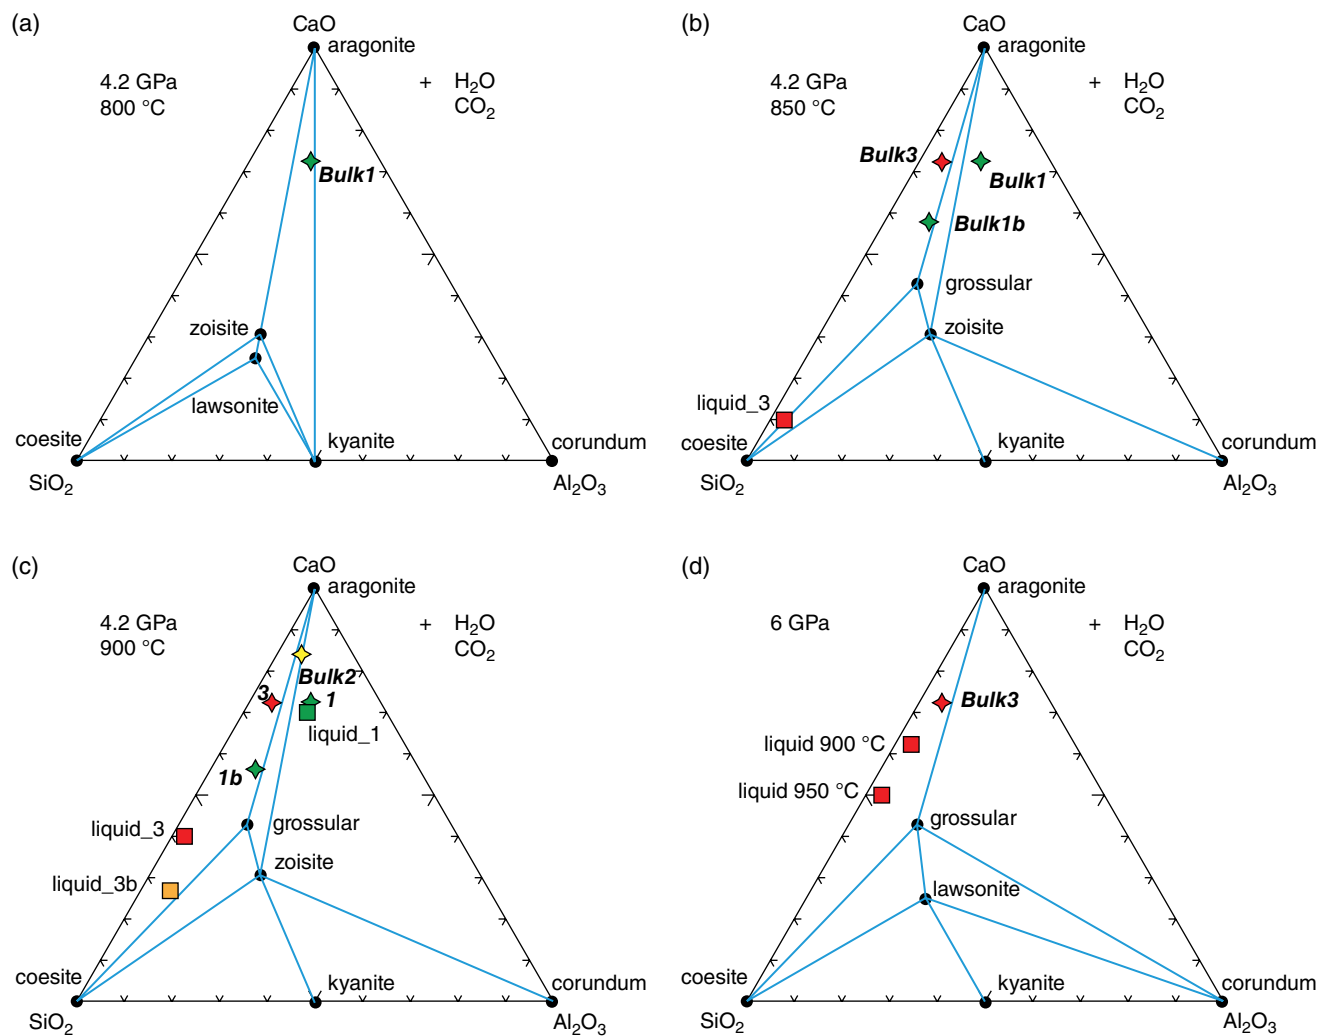 (a)
CaO
aragonite
4.2 GPa
800 °C
+ H₂O
CO₂
Bulk1
zoisite
lawsonite
coesite
kyanite
corundum
SiO₂
Al₂O₃
(b)
CaO
aragonite
4.2 GPa
850 °C
+ H₂O
CO₂
Bulk3
Bulk1
Bulk1b
grossular
zoisite
liquid_3
coesite
kyanite
corundum
SiO₂
Al₂O₃
(c)
CaO
aragonite
4.2 GPa
900 °C
+ H₂O
CO₂
Bulk2
3
1
liquid_1
1b
grossular
liquid_3
zoisite
liquid_3b
coesite
kyanite
corundum
SiO₂
Al₂O₃
(d)
CaO
aragonite
6 GPa
+ H₂O
CO₂
Bulk3
liquid 900 °C
liquid 950 °C
grossular
lawsonite
coesite
kyanite
corundum
SiO₂
Al₂O₃